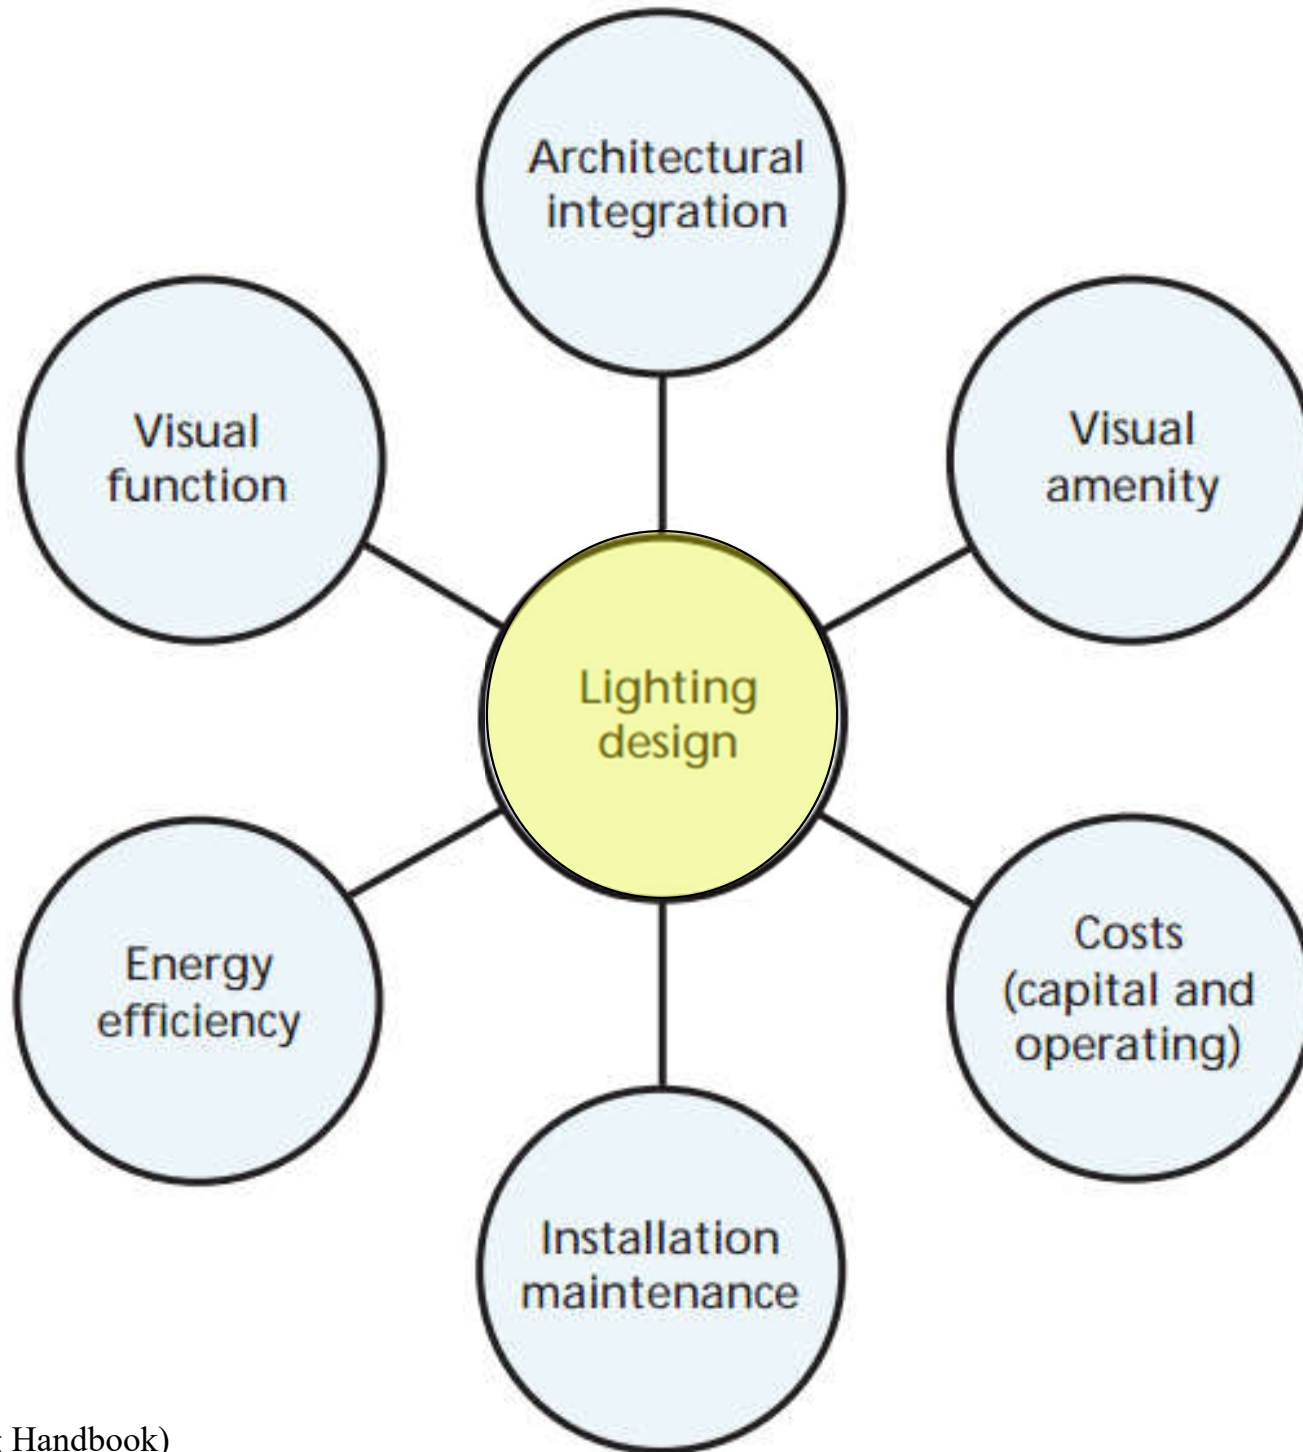 Architectural
integration
Visual
function
Visual
amenity
Lighting
design
Energy
efficiency
Costs
(capital and
operating)
Installation
maintenance
Handbook)